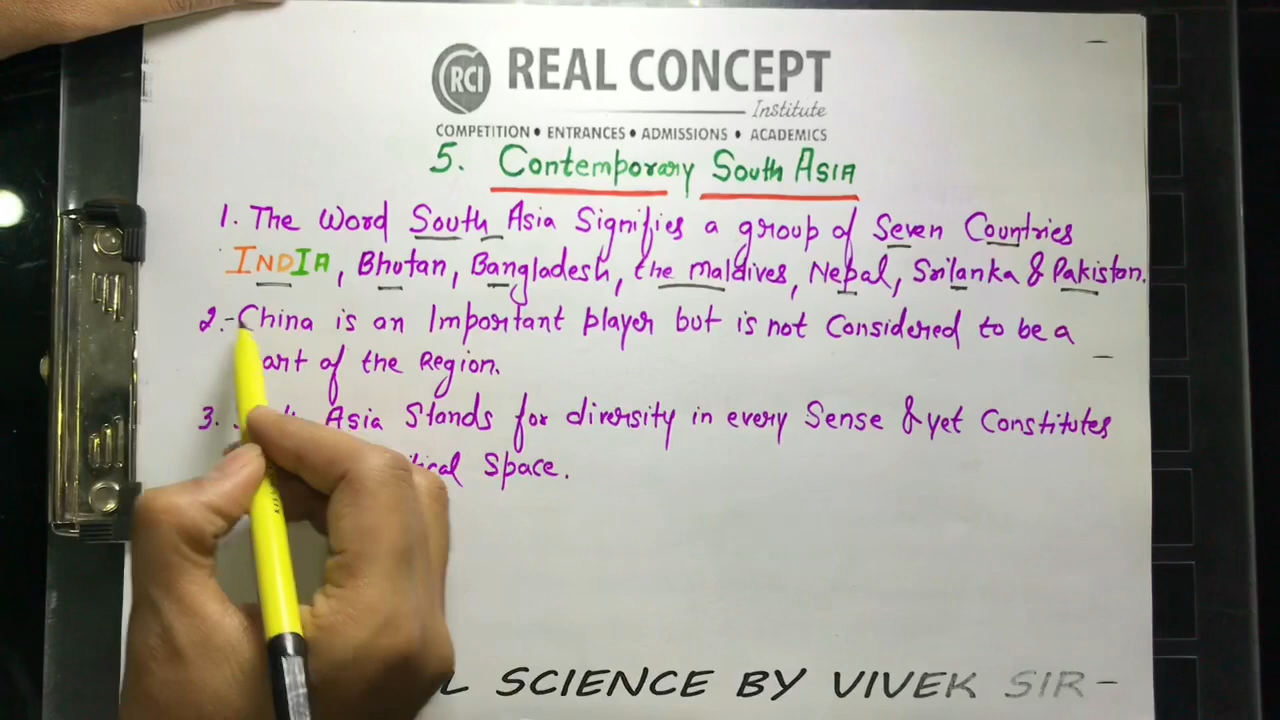 RCI REAL CONCEPT
Institute
COMPETITION • ENTRANCES • ADMISSIONS • ACADEMICS
5. Contemporary South ASIA
1. The Word South Asia Signifies a group of Seven Countries
INDIA, Bhutan, Bangladesh, the Maldives, Nepal, Srilanka & Pakistan.
2.- China is an Important player but is not Considered to be a
art of the Region.
3. Asia Stands for diversity in every Sense & yet Constitutes
tical Space.
L SCIENCE BY VIVEK SIR